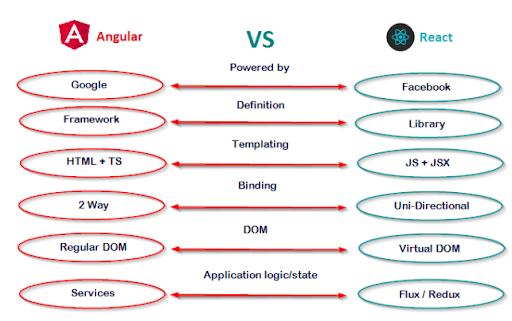 Angular VS React
Powered by
Google Facebook
Definition
Framework Library
Templating
HTML + TS JS + JSX
Binding
2 Way Uni-Directional
DOM
Regular DOM Virtual DOM
Application logic/state
Services Flux / Redux